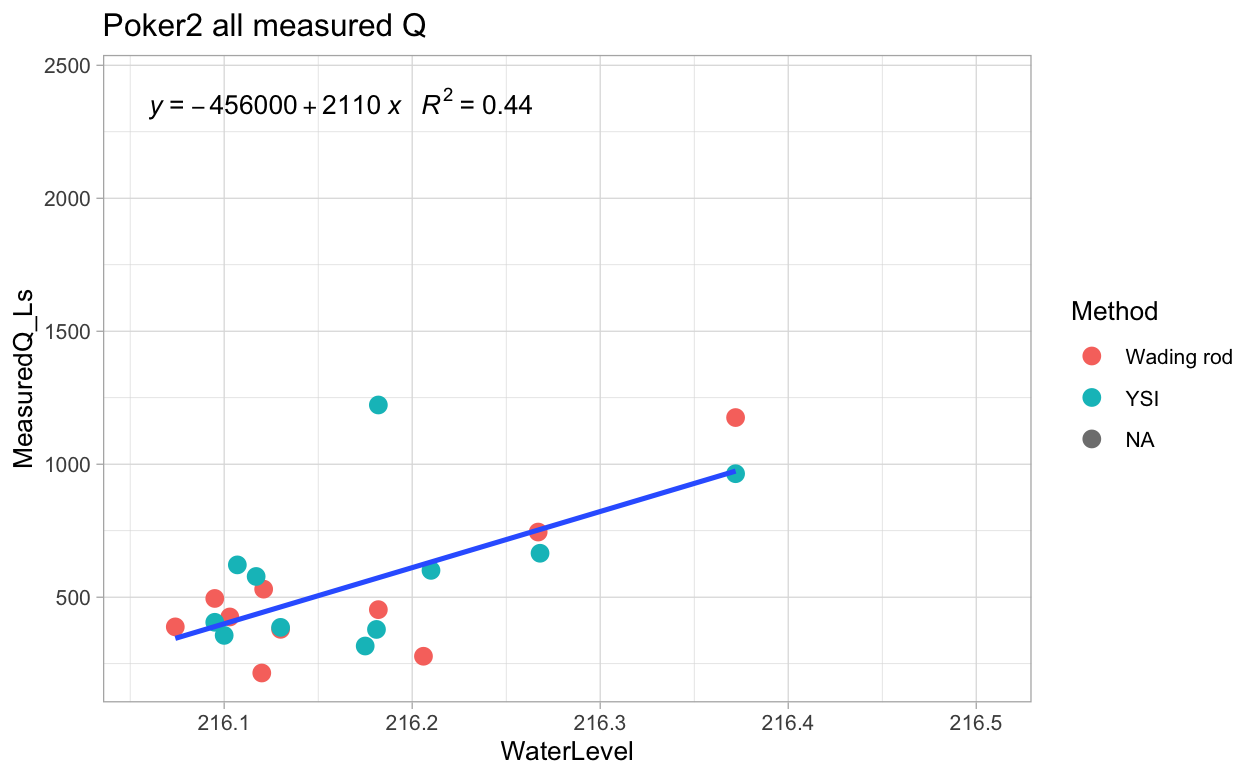 Poker2 all measured Q
y = −456000 + 2110 x   R² = 0.44
2500
2000
1500
1000
500
MeasuredQ_Ls
216.1 216.2 216.3 216.4 216.5
WaterLevel
Method
Wading rod
YSI
NA